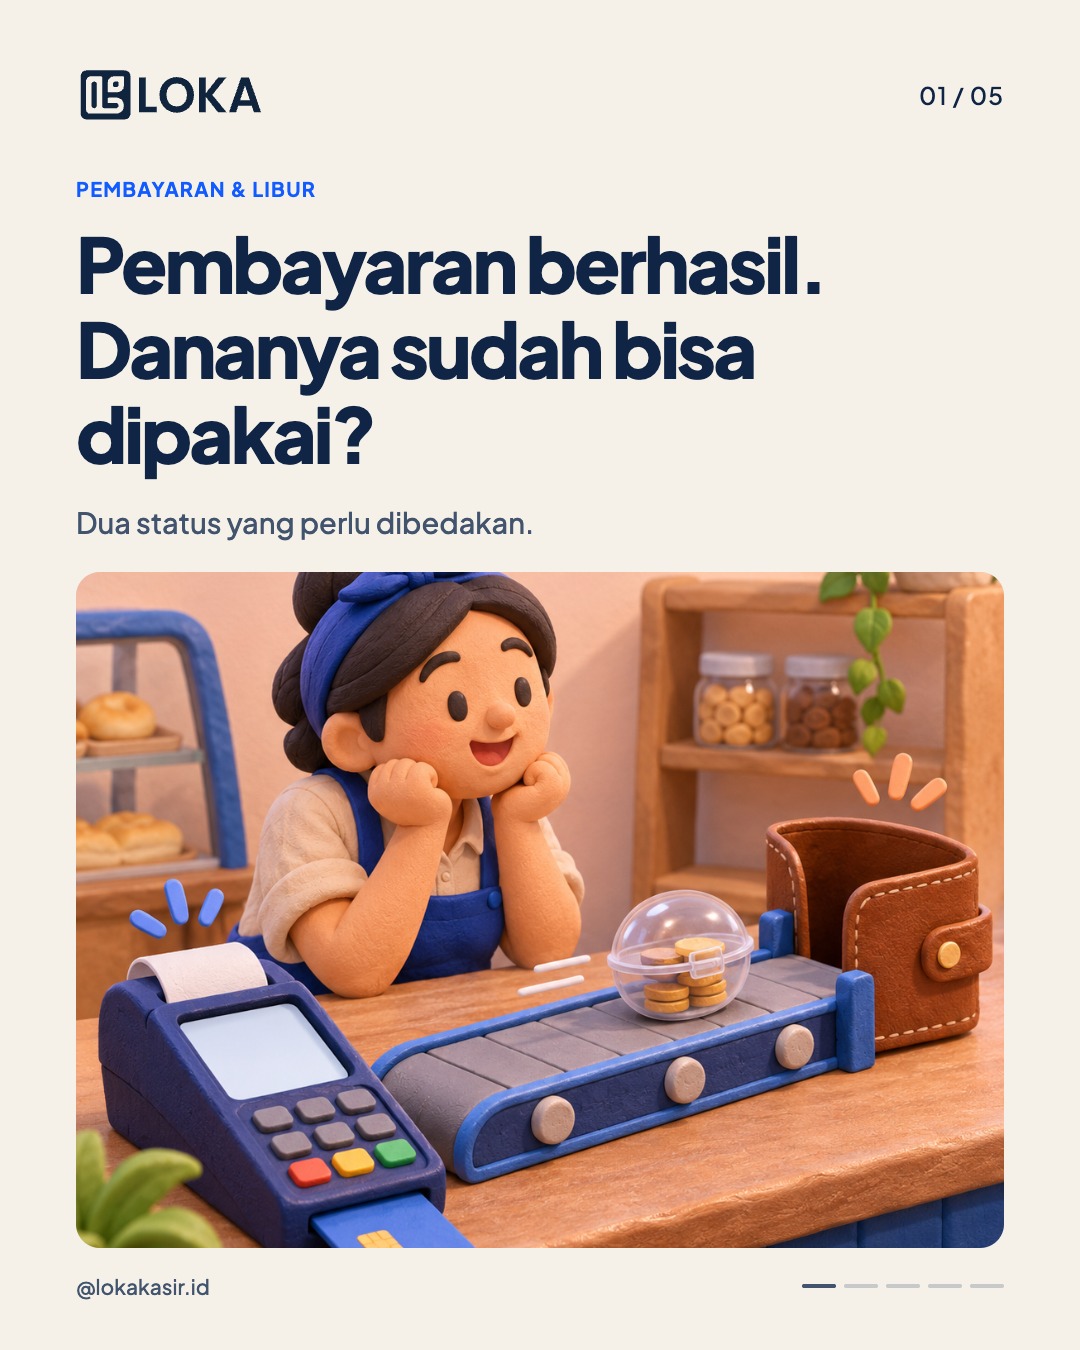 LOKA
01 / 05
PEMBAYARAN & LIBUR
Pembayaran berhasil.
Dananya sudah bisa
dipakai?
Dua status yang perlu dibedakan.
@lokakasir.id